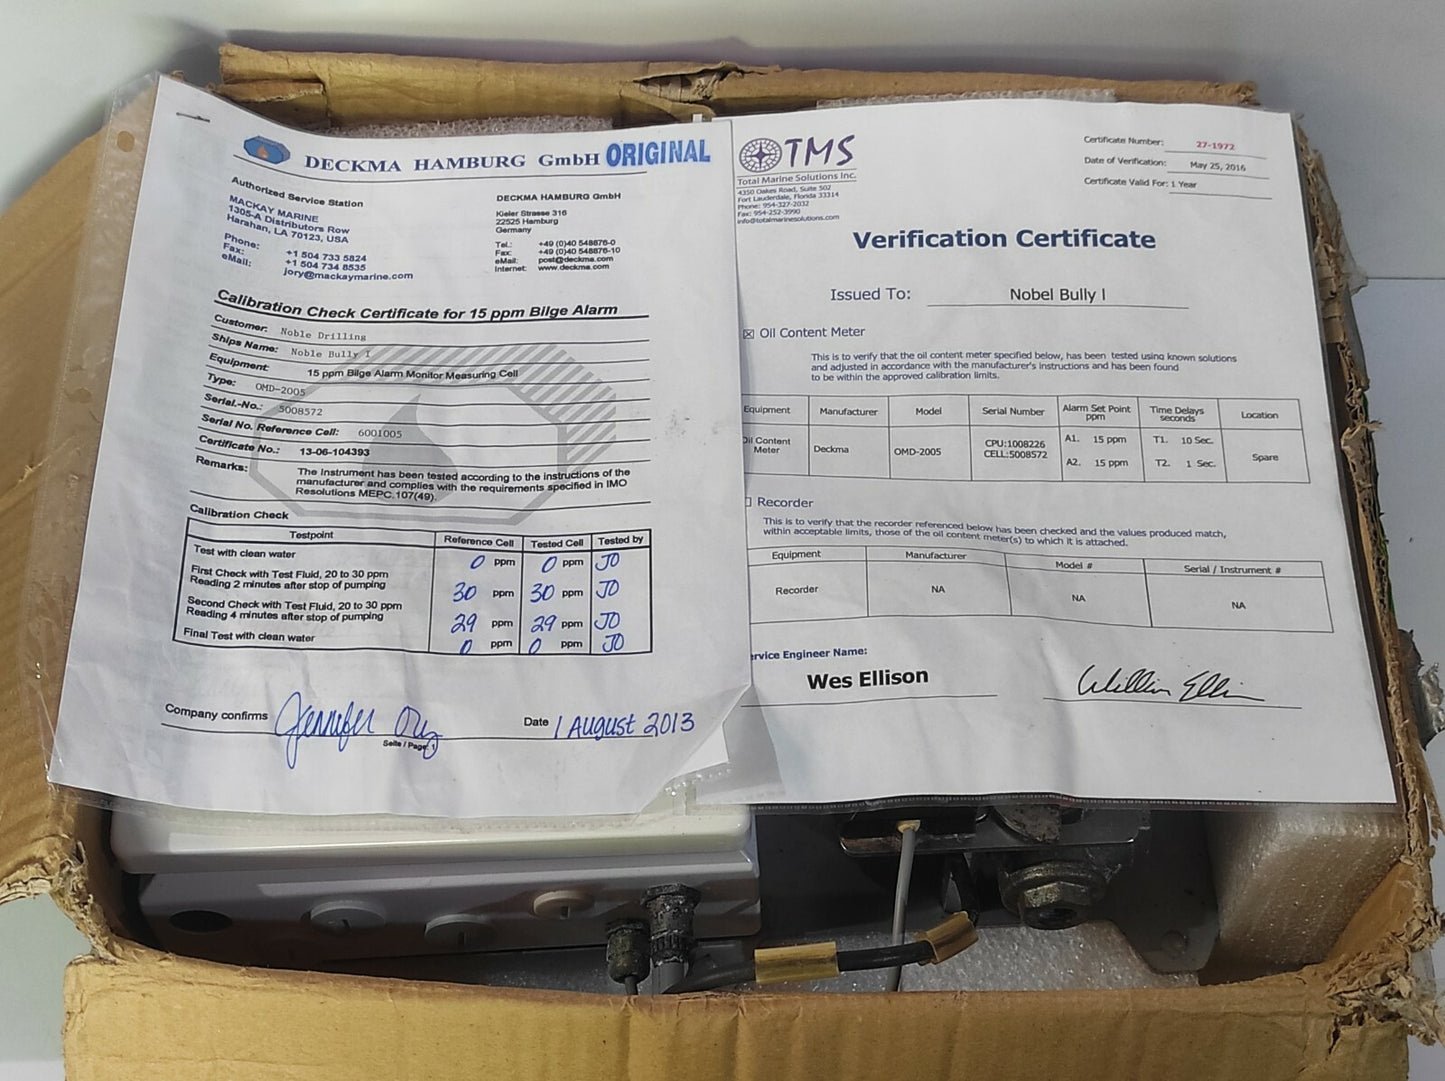 DECKMA HAMBURG GmbH ORIGINAL
Authorized Service Station
MACKAY MARINE
1305-A Distributors Row
Harahan, LA 70123, USA
Phone: +1 504 733 5824
Fax: +1 504 734 8535
eMail: jory@mackaymarine.com
DECKMA HAMBURG GmbH
Kieler Strasse 316
22525 Hamburg
Germany
Tel.: +49 (0)40 548876-0
Fax: +49 (0)40 548876-10
eMail: post@deckma.com
Internet: www.deckma.com
Calibration Check Certificate for 15 ppm Bilge Alarm
Customer: Noble Drilling
Ships Name: Noble Bully I
Equipment: 15 ppm Bilge Alarm Monitor Measuring Cell
Type: OMD-2005
Serial.-No.: 5008572
Serial No. Reference Cell: 6001005
Certificate No.: 13-06-104393
Remarks: The Instrument has been tested according to the instructions of the
manufacturer and complies with the requirements specified in IMO
Resolutions MEPC.107(49).
Calibration Check
Testpoint Reference Cell Tested Cell Tested by
Test with clean water 0 ppm 0 ppm JO
First Check with Test Fluid, 20 to 30 ppm
Reading 2 minutes after stop of pumping 30 ppm 30 ppm JO
Second Check with Test Fluid, 20 to 30 ppm
Reading 4 minutes after stop of pumping 29 ppm 29 ppm JO
Final Test with clean water 0 ppm 0 ppm JO
Company confirms Jennifer Date 1 August 2013
Seite / Page: 1
TMS
Total Marine Solutions Inc.
4350 Oakes Road, Suite 502
Fort Lauderdale, Florida 33314
Phone: 954-327-2032
Fax: 954-252-3990
info@totalmarinesolutions.com
Certificate Number: 27-1972
Date of Verification: May 25, 2016
Certificate Valid For: 1 Year
Verification Certificate
Issued To: Nobel Bully I
Oil Content Meter
This is to verify that the oil content meter specified below, has been tested using known solutions
and adjusted in accordance with the manufacturer's instructions and has been found
to be within the approved calibration limits.
Equipment Manufacturer Model Serial Number Alarm Set Point ppm Time Delays seconds Location
Oil Content Meter Deckma OMD-2005 CPU:1008226 CELL:5008572 A1. 15 ppm A2. 15 ppm T1. 10 Sec. T2. 1 Sec. Spare
Recorder
This is to verify that the recorder referenced below has been checked and the values produced match,
within acceptable limits, those of the oil content meter(s) to which it is attached.
Equipment Manufacturer Model # Serial / Instrument #
Recorder NA NA NA
ervice Engineer Name:
Wes Ellison William Ellison